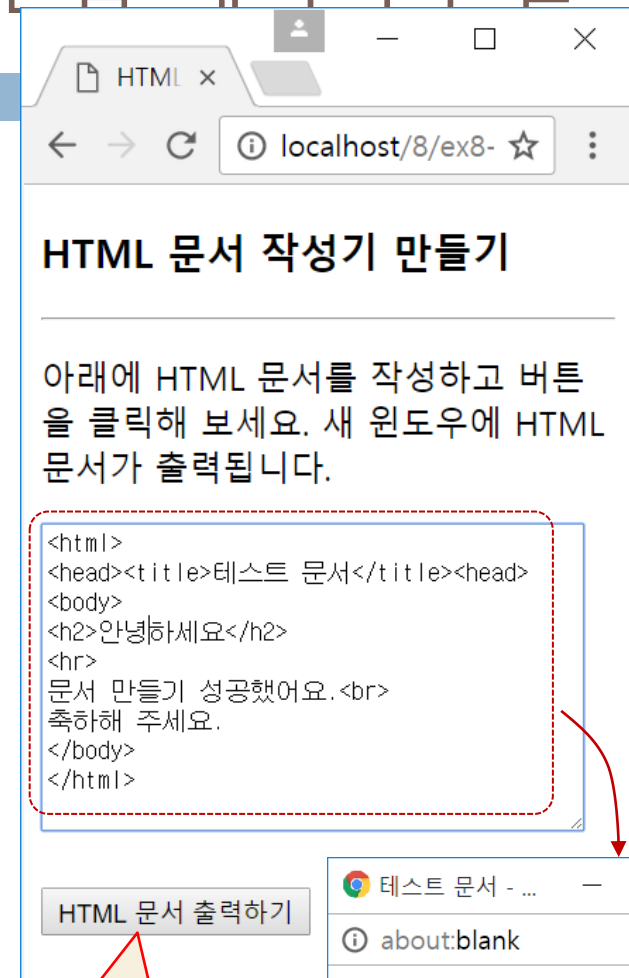 HTML
localhost/8/ex8-
HTML 문서 작성기 만들기
아래에 HTML 문서를 작성하고 버튼
을 클릭해 보세요. 새 윈도우에 HTML
문서가 출력됩니다.
<html>
<head><title>테스트 문서</title><head>
<body>
<h2>안녕하세요</h2>
<hr>
문서 만들기 성공했어요.<br>
축하해 주세요.
</body>
</html>
HTML 문서 출력하기
테스트 문서 - ...
about:blank